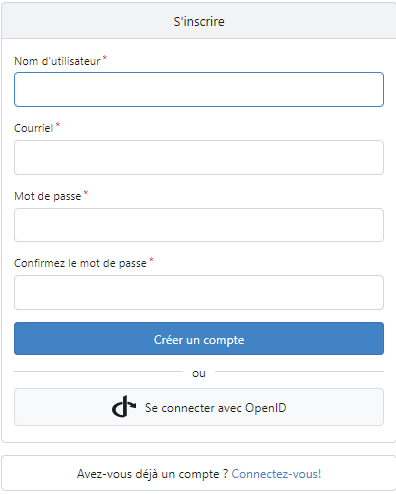 S'inscrire
Nom d'utilisateur *
Courriel *
Mot de passe *
Confirmez le mot de passe *
Créer un compte
ou
Se connecter avec OpenID
Avez-vous déjà un compte ? Connectez-vous!